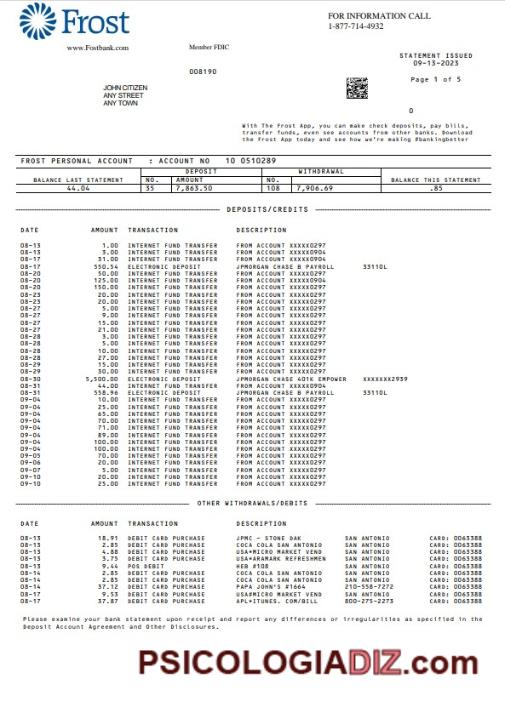 Frost
www.Fostbank.com
Member FDIC
FOR INFORMATION CALL
1-877-714-4932
008190
STATEMENT ISSUED
09-13-2023
Page 1 of 5
JOHN CITIZEN
ANY STREET
ANY TOWN
0
With The Frost App, you can make check deposits, pay bills,
transfer funds, even see accounts from other banks. Download
the Frost App today and see how we're making #bankingbetter
FROST PERSONAL ACCOUNT : ACCOUNT NO 10 0510289
DEPOSIT WITHDRAWAL
BALANCE LAST STATEMENT NO. AMOUNT NO. BALANCE THIS STATEMENT
44.04 35 7,863.50 108 7,906.69 .85
DEPOSITS/CREDITS
DATE AMOUNT TRANSACTION DESCRIPTION
08-13 1.00 INTERNET FUND TRANSFER FROM ACCOUNT XXXXX0297
08-13 3.00 INTERNET FUND TRANSFER FROM ACCOUNT XXXXX0904
08-17 31.00 INTERNET FUND TRANSFER FROM ACCOUNT XXXXX0904
08-17 550.54 ELECTRONIC DEPOSIT JPMORGAN CHASE B PAYROLL 33110L
08-20 50.00 INTERNET FUND TRANSFER FROM ACCOUNT XXXXX0297
08-20 125.00 INTERNET FUND TRANSFER FROM ACCOUNT XXXXX0904
08-20 150.00 INTERNET FUND TRANSFER FROM ACCOUNT XXXXX0297
08-23 20.00 INTERNET FUND TRANSFER FROM ACCOUNT XXXXX0297
08-23 20.00 INTERNET FUND TRANSFER FROM ACCOUNT XXXXX0297
08-27 5.00 INTERNET FUND TRANSFER FROM ACCOUNT XXXXX0297
08-27 9.00 INTERNET FUND TRANSFER FROM ACCOUNT XXXXX0297
08-27 15.00 INTERNET FUND TRANSFER FROM ACCOUNT XXXXX0297
08-27 21.00 INTERNET FUND TRANSFER FROM ACCOUNT XXXXX0297
08-28 3.00 INTERNET FUND TRANSFER FROM ACCOUNT XXXXX0297
08-28 5.00 INTERNET FUND TRANSFER FROM ACCOUNT XXXXX0297
08-28 10.00 INTERNET FUND TRANSFER FROM ACCOUNT XXXXX0297
08-28 27.00 INTERNET FUND TRANSFER FROM ACCOUNT XXXXX0297
08-29 15.00 INTERNET FUND TRANSFER FROM ACCOUNT XXXXX0297
08-29 30.00 INTERNET FUND TRANSFER FROM ACCOUNT XXXXX0297
08-30 5,500.00 ELECTRONIC DEPOSIT JPMORGAN CHASE 401K EMPOWER XXXXXXX2939
08-31 44.00 INTERNET FUND TRANSFER FROM ACCOUNT XXXXX0904
08-31 558.96 ELECTRONIC DEPOSIT JPMORGAN CHASE B PAYROLL 33110L
09-04 10.00 INTERNET FUND TRANSFER FROM ACCOUNT XXXXX0297
09-04 25.00 INTERNET FUND TRANSFER FROM ACCOUNT XXXXX0297
09-04 65.00 INTERNET FUND TRANSFER FROM ACCOUNT XXXXX0297
09-04 70.00 INTERNET FUND TRANSFER FROM ACCOUNT XXXXX0297
09-04 71.00 INTERNET FUND TRANSFER FROM ACCOUNT XXXXX0297
09-04 89.00 INTERNET FUND TRANSFER FROM ACCOUNT XXXXX0297
09-04 100.00 INTERNET FUND TRANSFER FROM ACCOUNT XXXXX0297
09-04 100.00 INTERNET FUND TRANSFER FROM ACCOUNT XXXXX0297
09-05 70.00 INTERNET FUND TRANSFER FROM ACCOUNT XXXXX0297
09-06 20.00 INTERNET FUND TRANSFER FROM ACCOUNT XXXXX0297
09-07 5.00 INTERNET FUND TRANSFER FROM ACCOUNT XXXXX0297
09-10 20.00 INTERNET FUND TRANSFER FROM ACCOUNT XXXXX0297
09-10 25.00 INTERNET FUND TRANSFER FROM ACCOUNT XXXXX0297
OTHER WITHDRAWALS/DEBITS
DATE AMOUNT TRANSACTION DESCRIPTION
08-13 18.91 DEBIT CARD PURCHASE JPMC - STONE OAK SAN ANTONIO CARD: 0063388
08-13 2.85 DEBIT CARD PURCHASE COCA COLA SAN ANTONIO SAN ANTONIO CARD: 0063388
08-13 4.88 DEBIT CARD PURCHASE USA*MICRO MARKET VEND SAN ANTONIO CARD: 0063388
08-13 3.75 DEBIT CARD PURCHASE USA*ARAMARK REFRESHMEN SAN ANTONIO CARD: 0063388
08-13 9.44 POS DEBIT HEB #108 SAN ANTONIO CARD: 0063388
08-14 2.85 DEBIT CARD PURCHASE COCA COLA SAN ANTONIO SAN ANTONIO CARD: 0063388
08-14 2.85 DEBIT CARD PURCHASE COCA COLA SAN ANTONIO SAN ANTONIO CARD: 0063388
08-14 37.12 DEBIT CARD PURCHASE PAPA JOHN'S #1664 210-558-7272 CARD: 0063388
08-17 9.53 DEBIT CARD PURCHASE USA*MICRO MARKET VEND SAN ANTONIO CARD: 0063388
08-17 37.87 DEBIT CARD PURCHASE APL*ITUNES. COM/BILL 800-275-2273 CARD: 0063388
Please examine your bank statement upon receipt and report any differences or irregularities as specified in the
Deposit Account Agreement and Other Disclosures.
PSICOLOGIADIZ.com